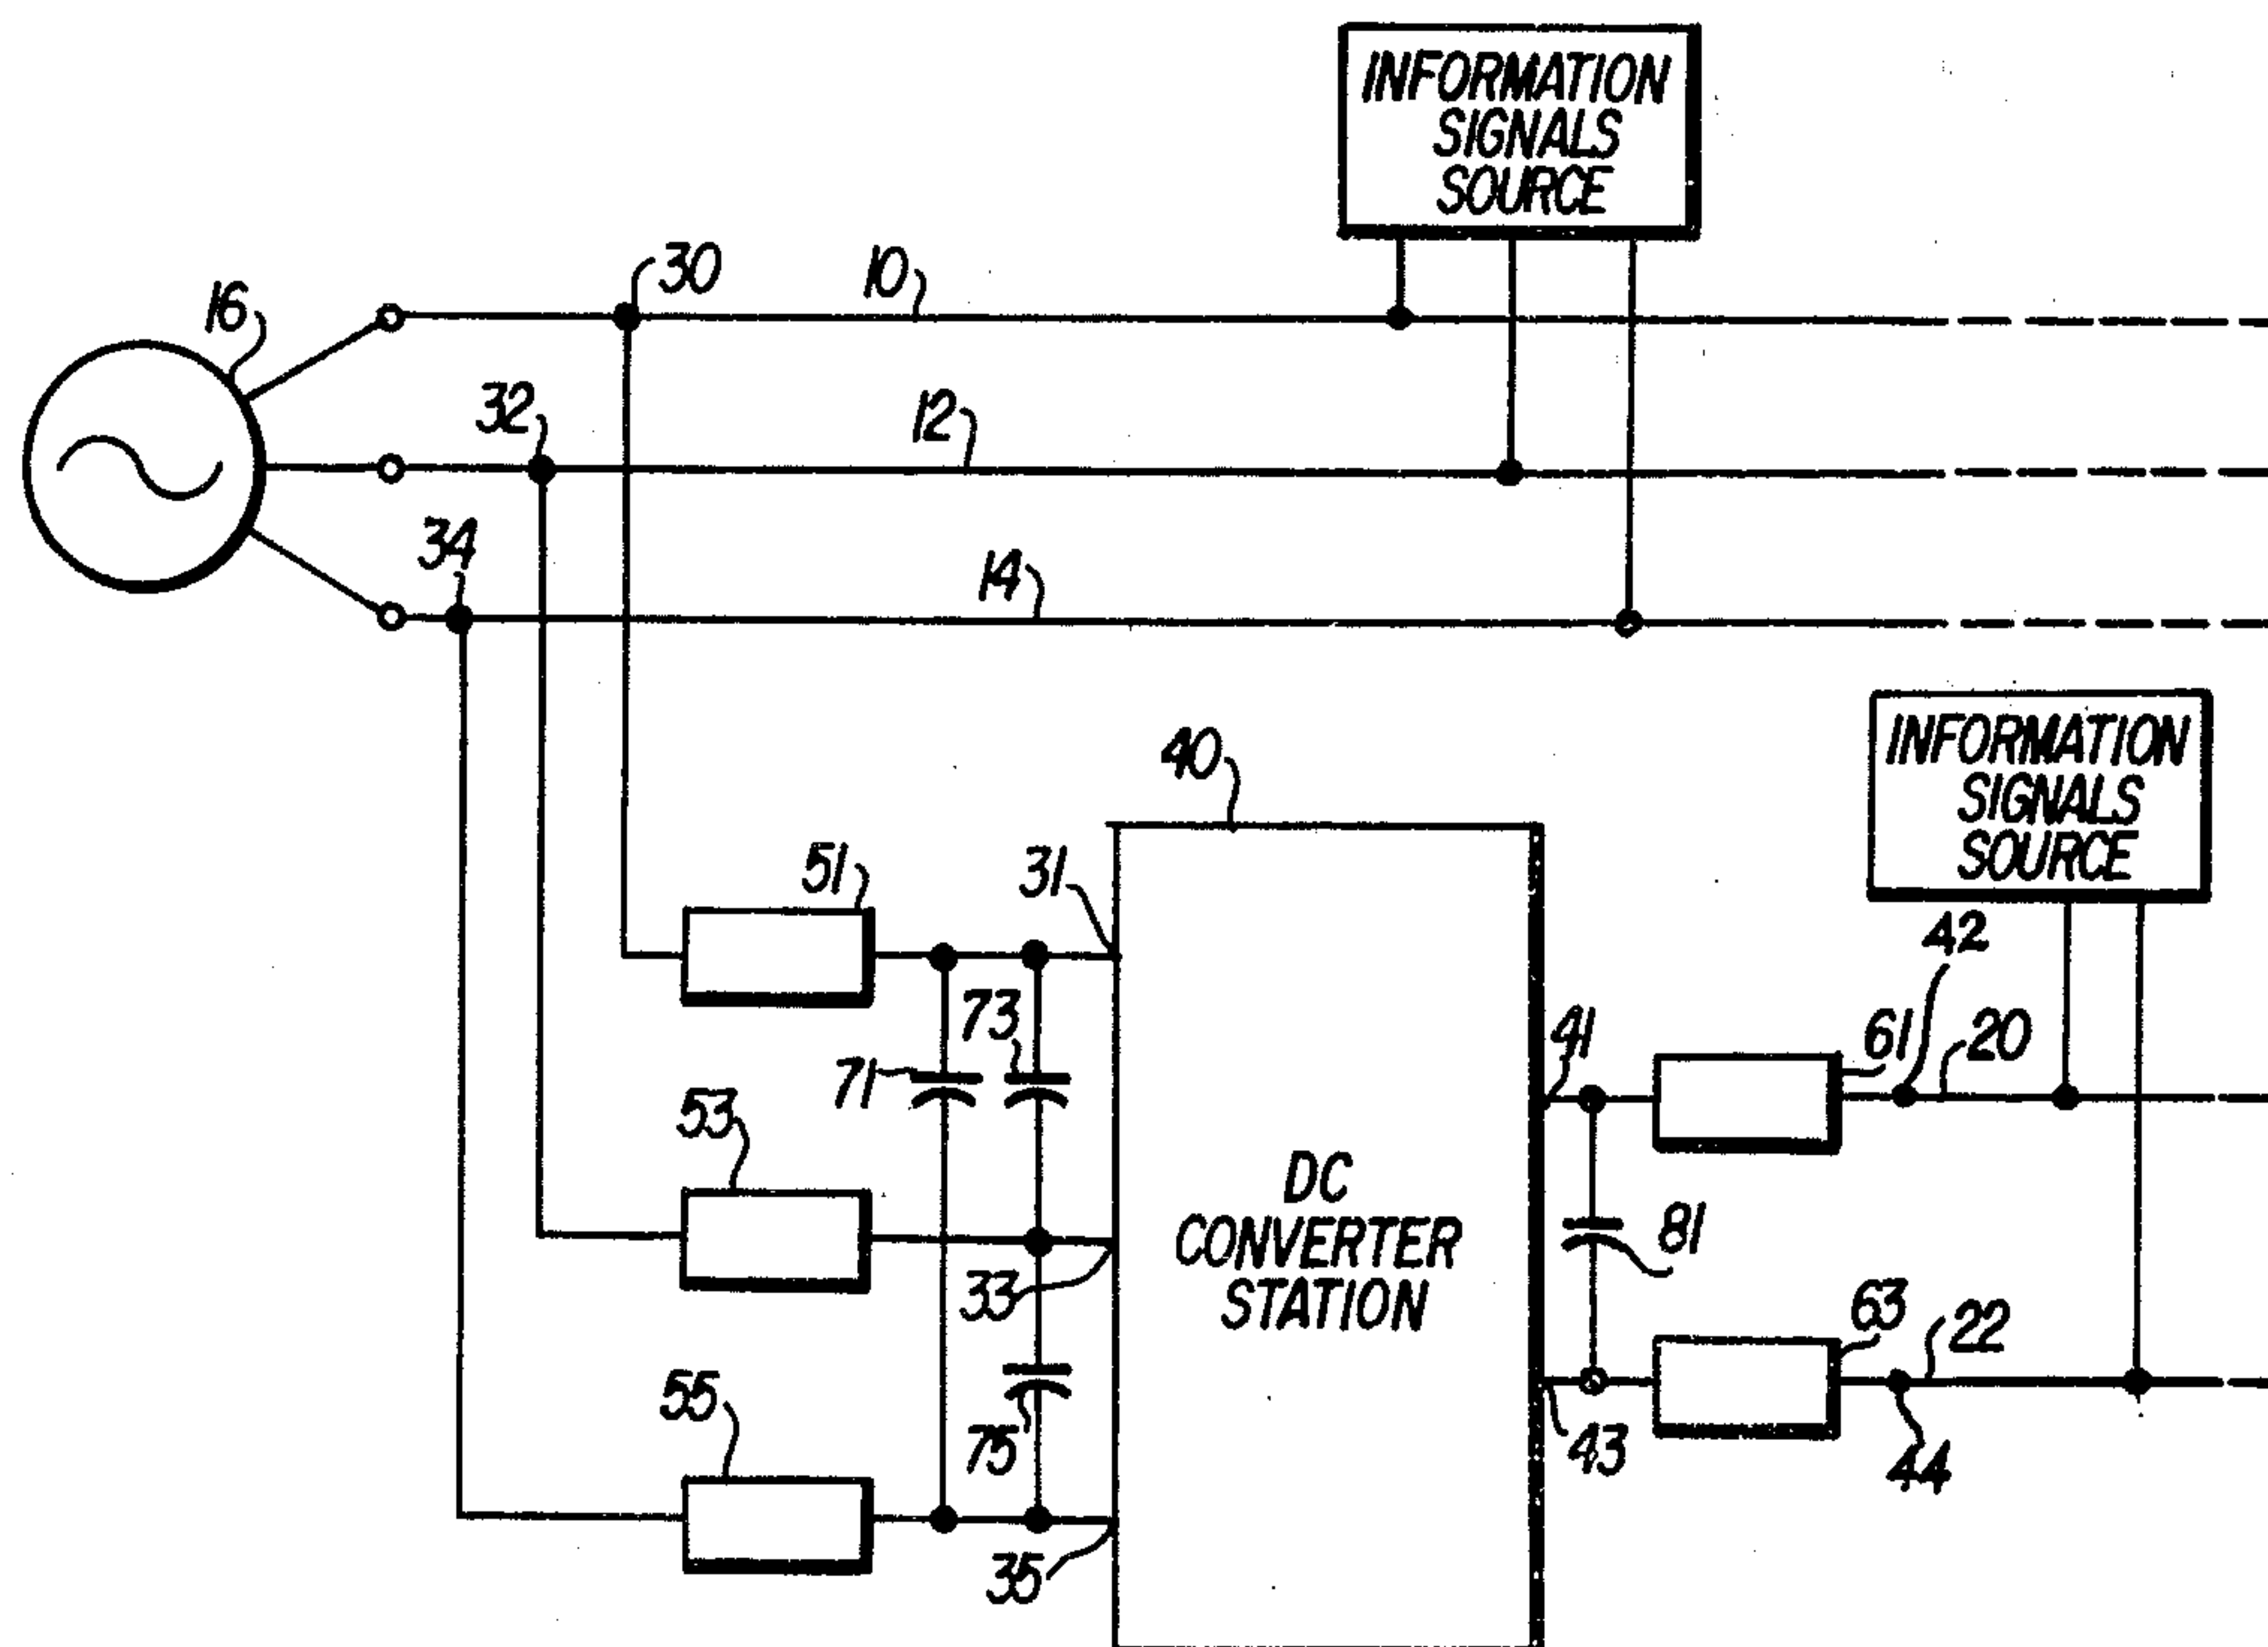 INFORMATION
SIGNALS
SOURCE
16
30
10
32
12
34
14
INFORMATION
SIGNALS
SOURCE
40
51
31
42
73
41
61
20
71
53
DC
CONVERTER
STATION
81
33
63
22
55
75
43
44
35